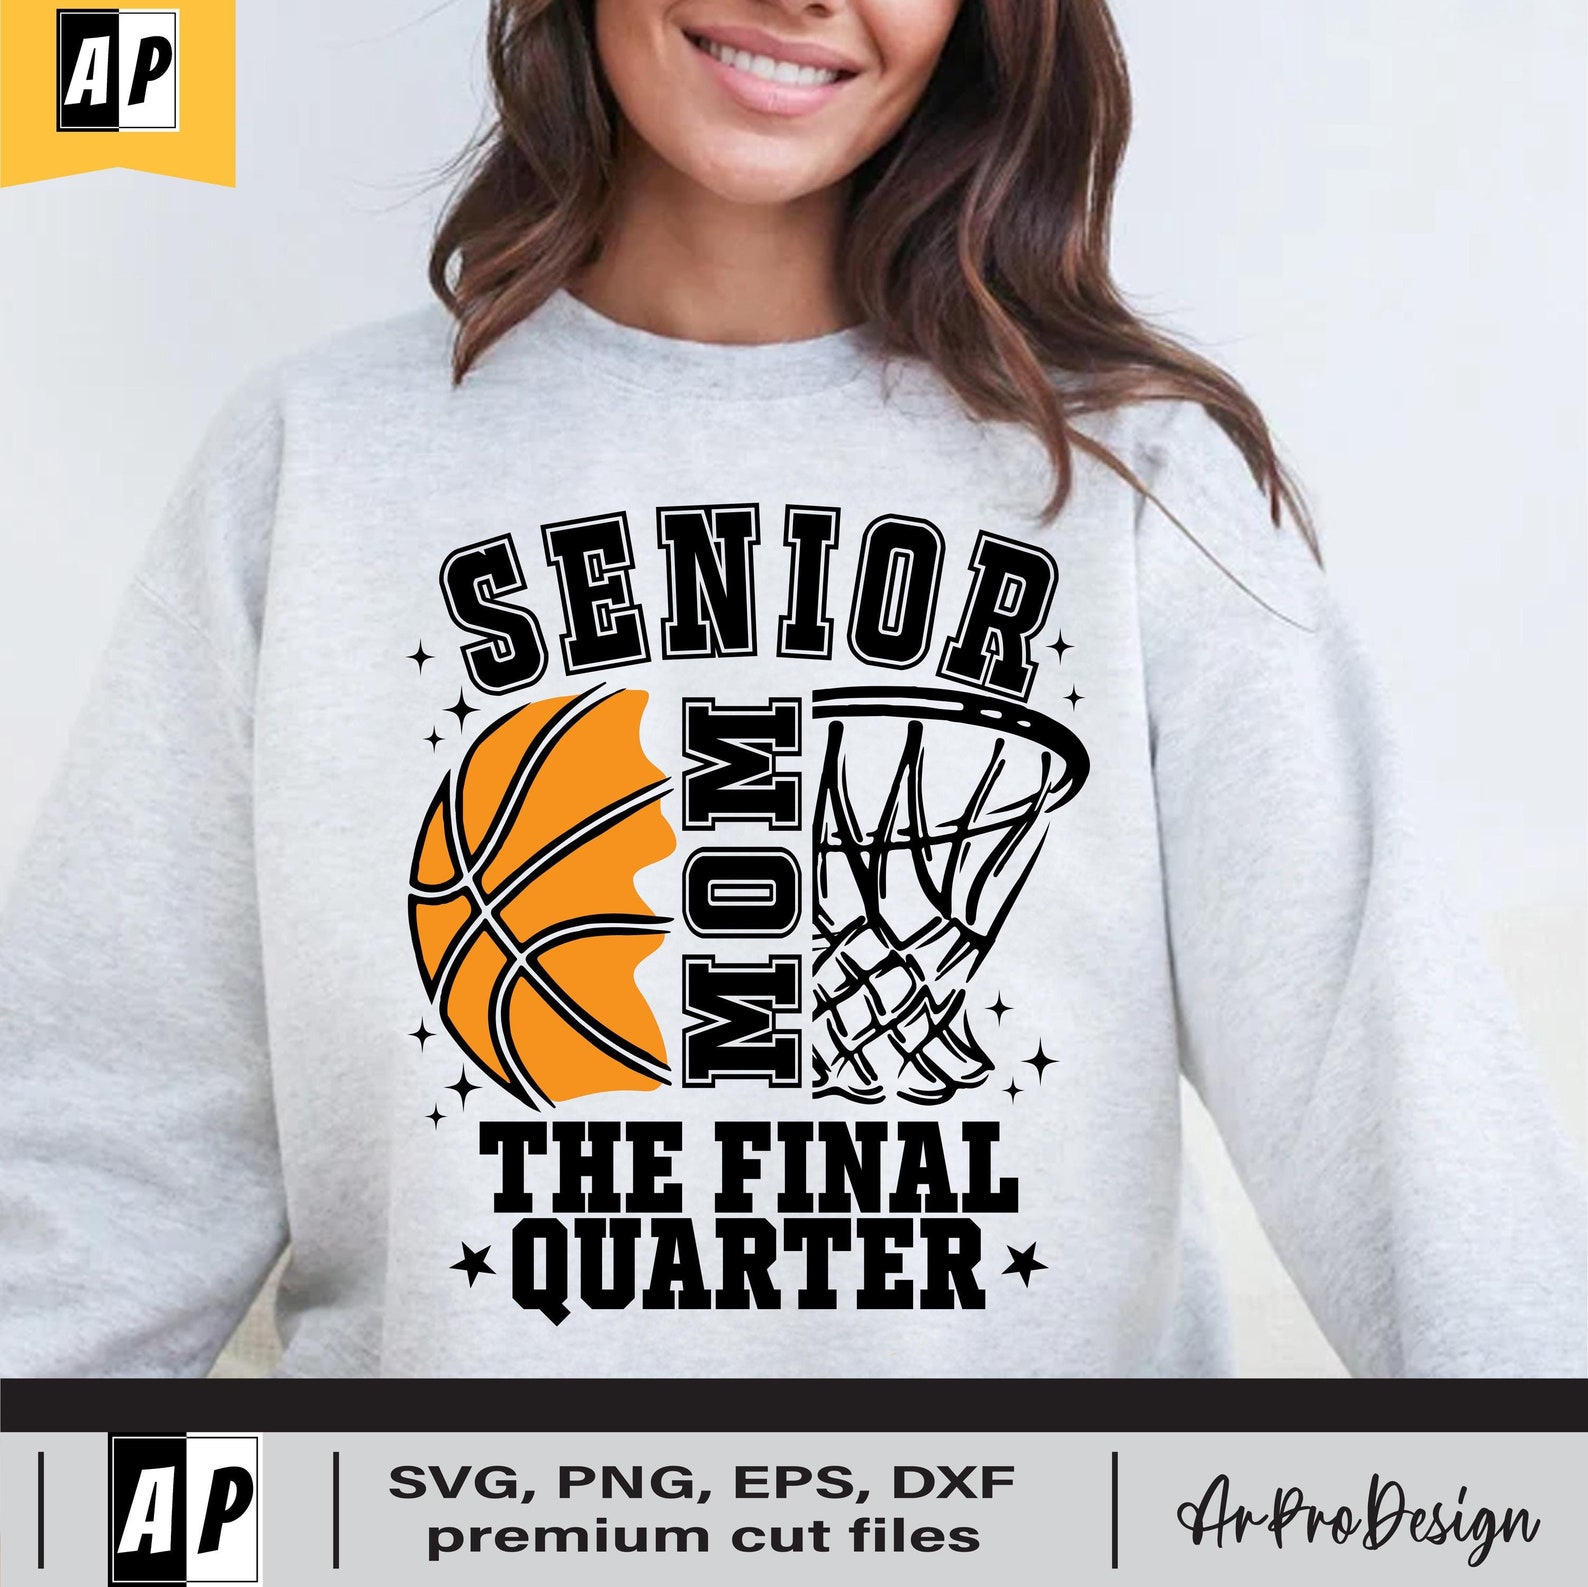 AP
SENIOR
MOM
THE FINAL
QUARTER
AP
SVG, PNG, EPS, DXF
premium cut files
ArProDesign